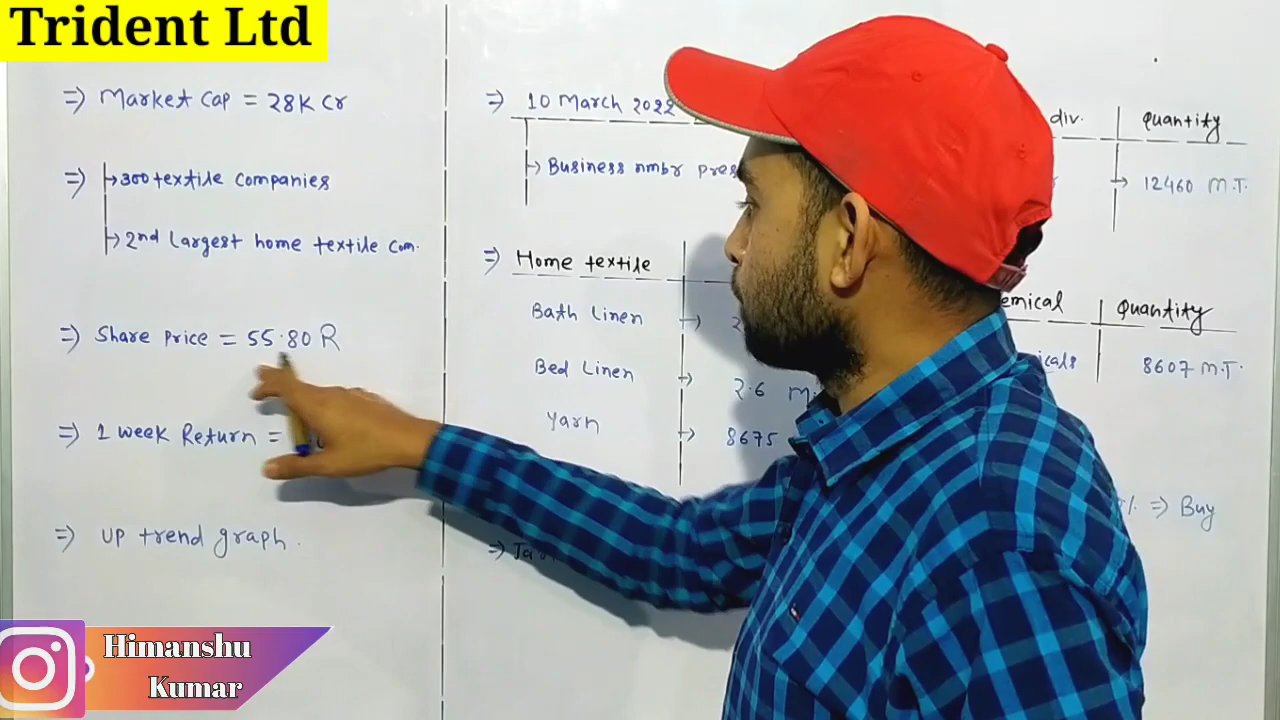 Trident Ltd
⇒ Market Cap = 28K Cr
⇒ 300 textile companies
2nd Largest home textile com.
⇒ Share Price = 55.80 R
⇒ 1 week Return =
⇒ up trend graph.
⇒ 10 March 2022
Business nmbr
⇒ Home textile
Bath Linen →
Bed Linen → 2.6
Yarn → 8675
⇒
div. Quantity
→ 12460 M.T.
Quantity
8607 M.T.
% ⇒ Buy
Himanshu
Kumar